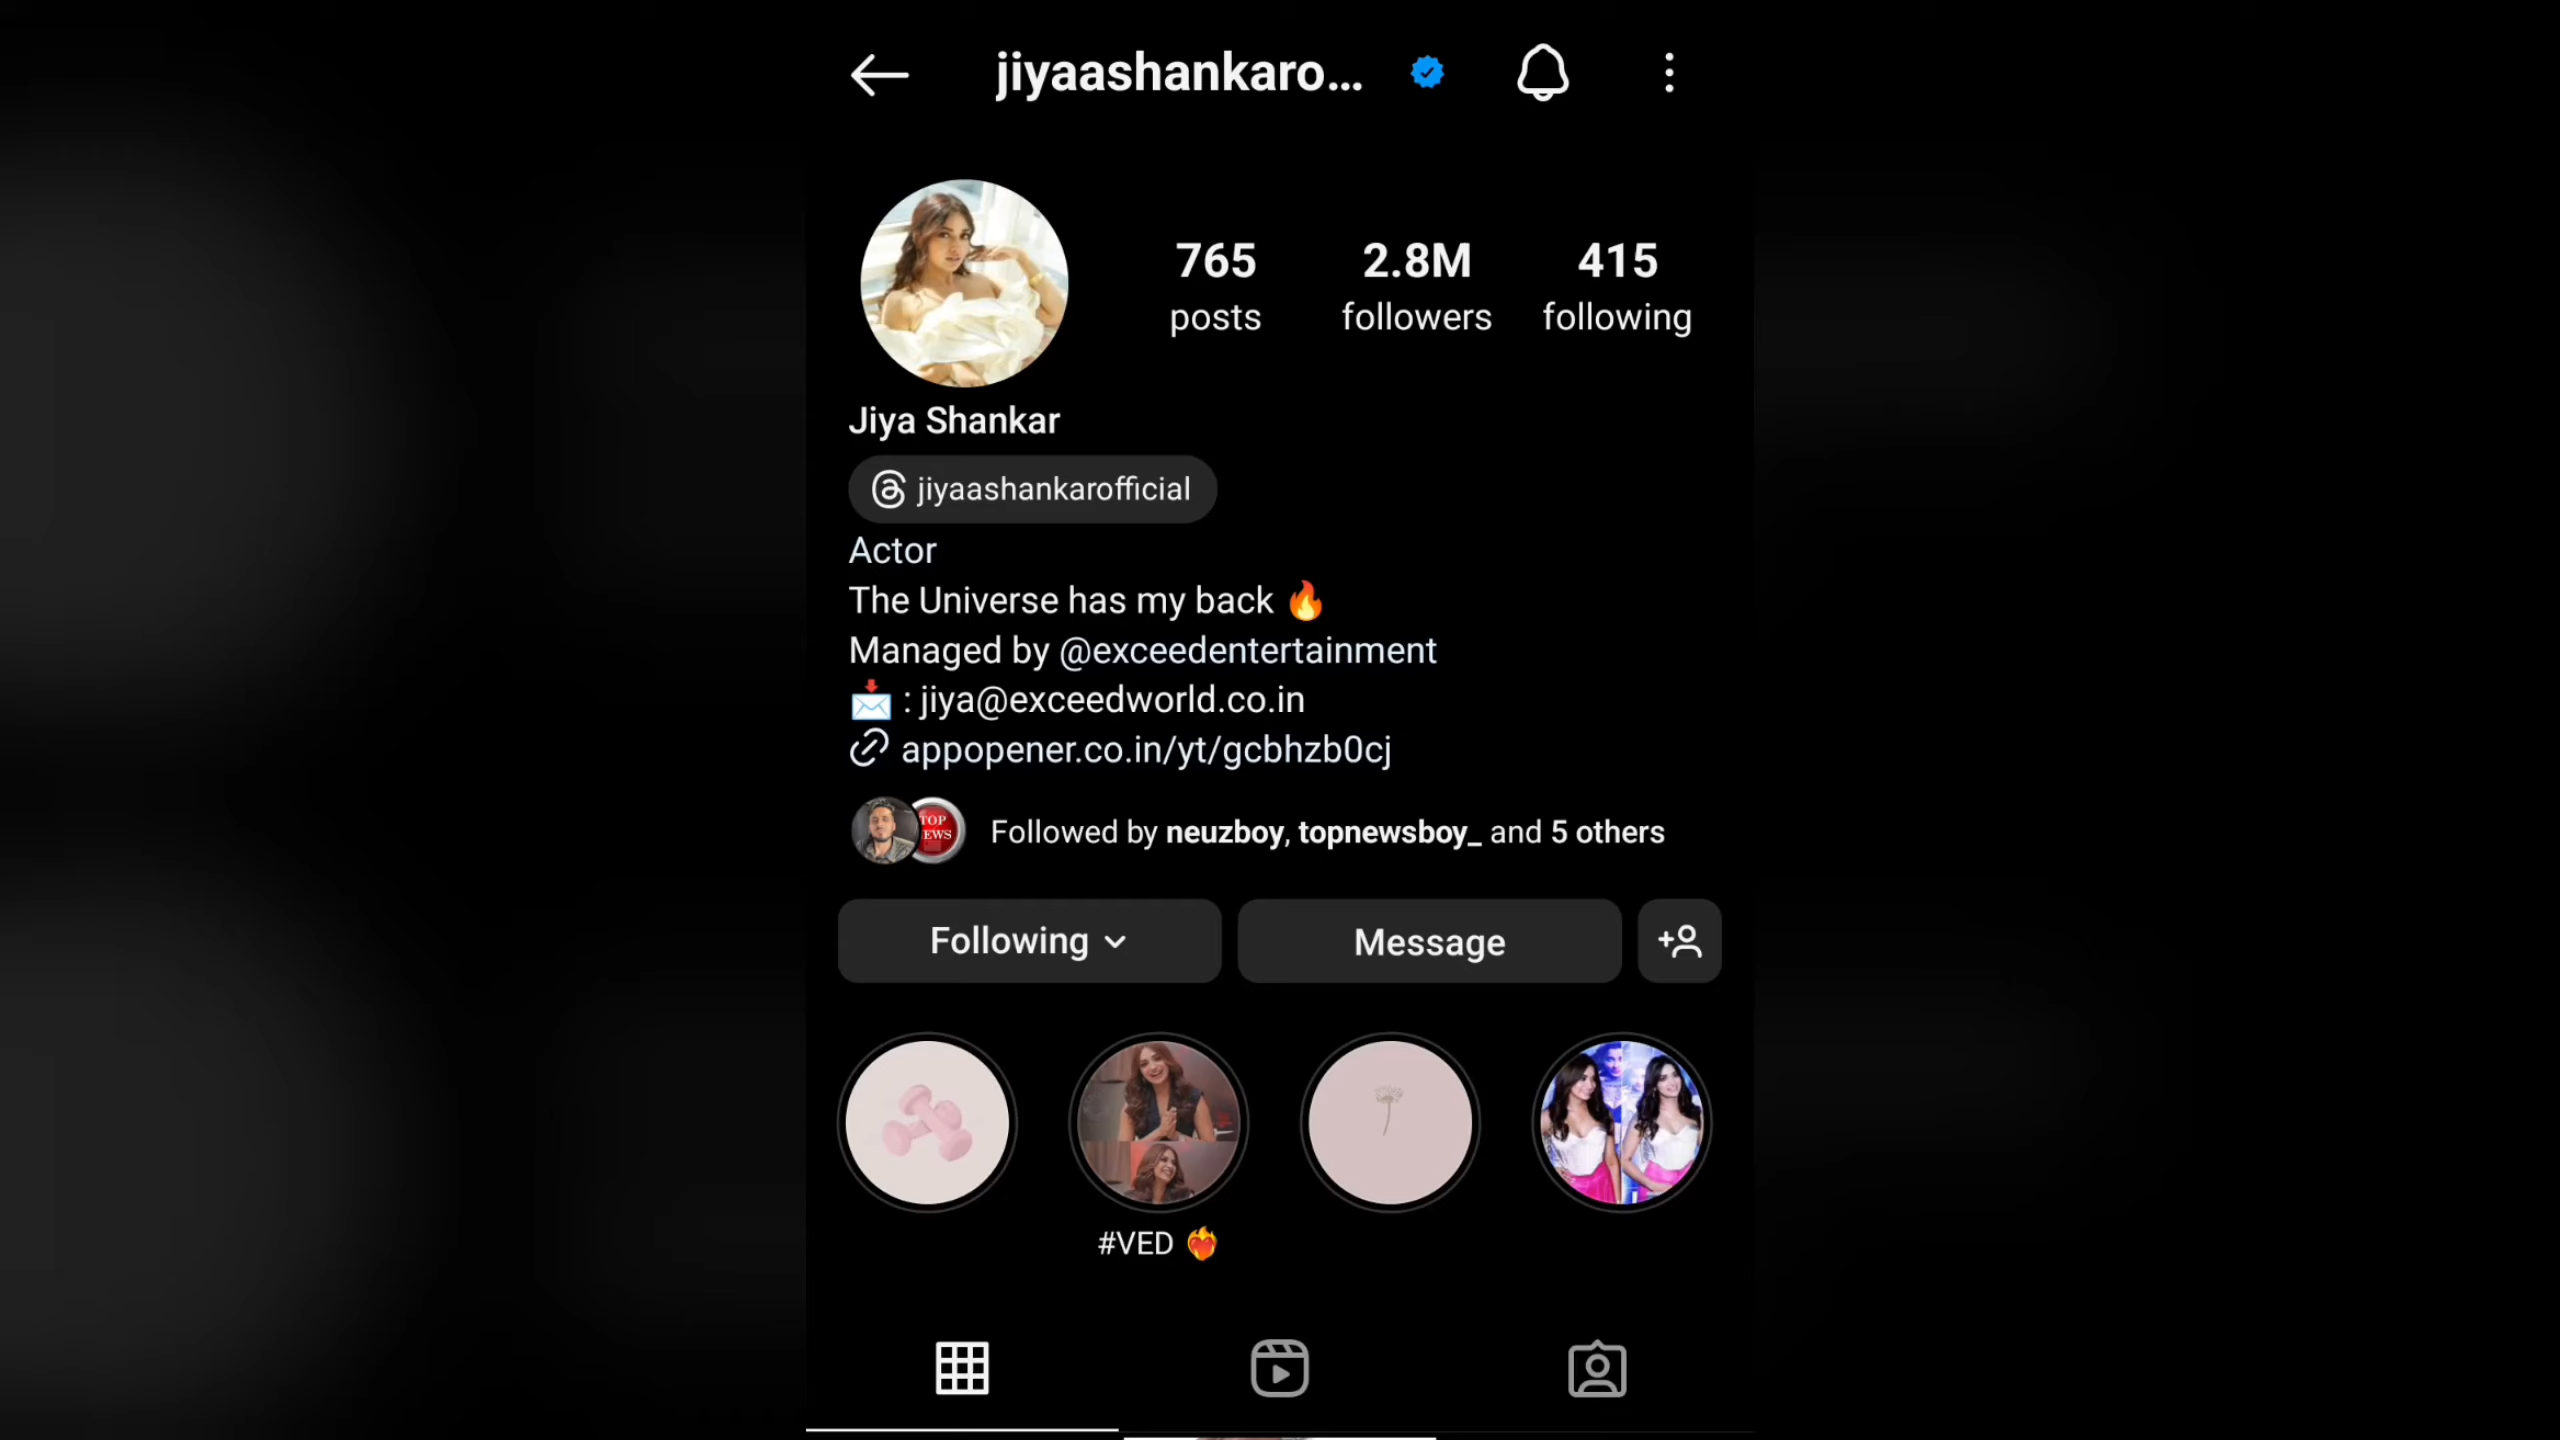 jiyaashankaro...
765 2.8M 415
posts followers following
Jiya Shankar
jiyaashankarofficial
Actor
The Universe has my back 🔥
Managed by @exceedentertainment
📩 : jiya@exceedworld.co.in
appopener.co.in/yt/gcbhzb0cj
TOP
NEWS
Followed by neuzboy, topnewsboy_ and 5 others
Following Message
#VED ❤️‍🔥